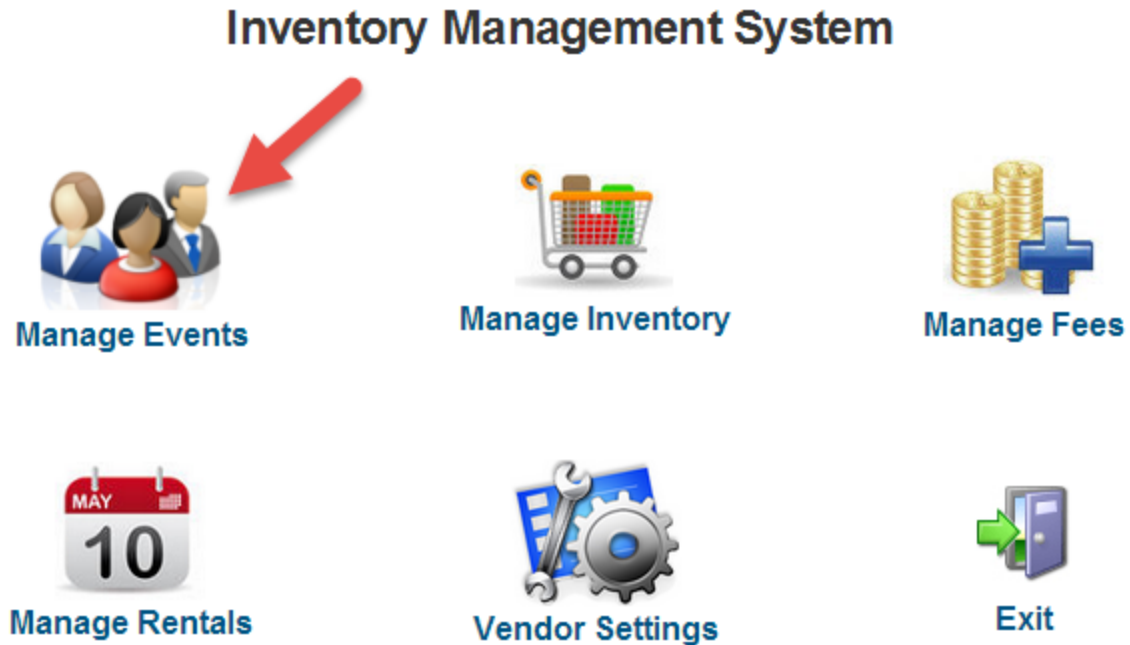 Inventory Management System
Manage Events
Manage Inventory
Manage Fees
MAY
10
Manage Rentals
Vendor Settings
Exit